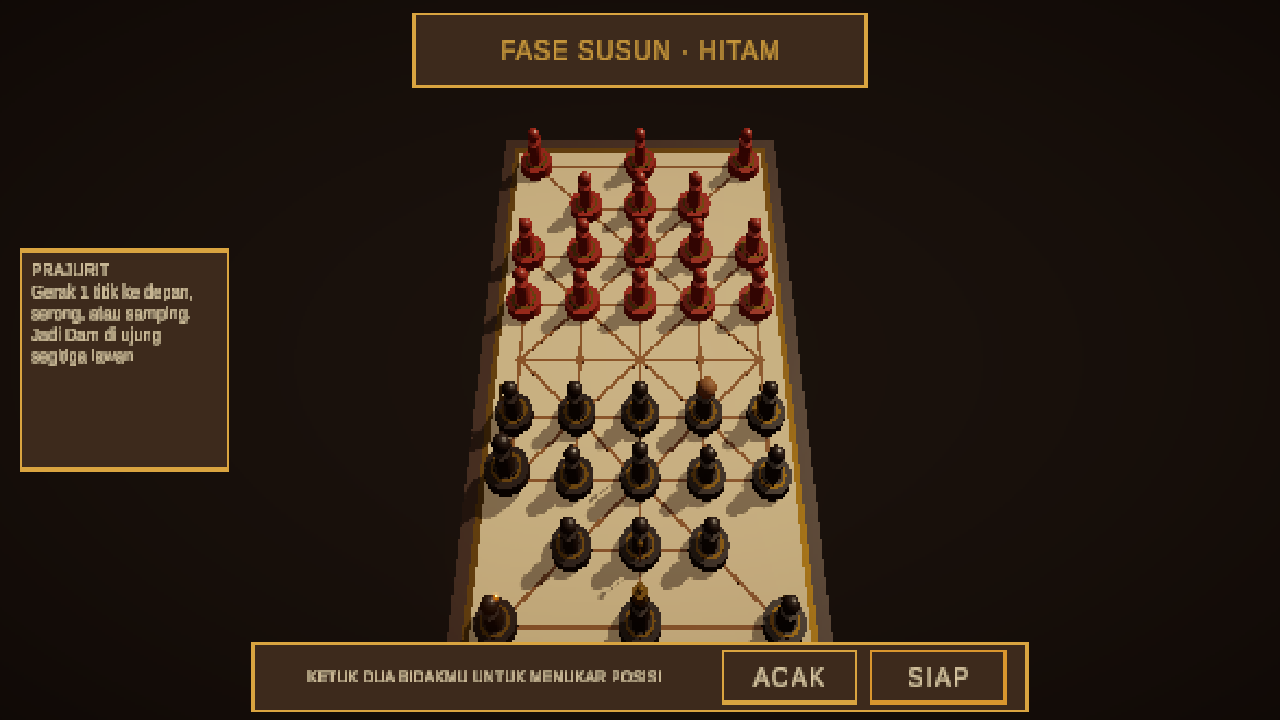 FASE SUSUN · HITAM
PRAJURIT
Gerak 1 titik ke depan,
serong, atau samping.
Jadi Dam di ujung
segitiga lawan
KETUK DUA BIDAKMU UNTUK MENUKAR POSISI
ACAK
SIAP